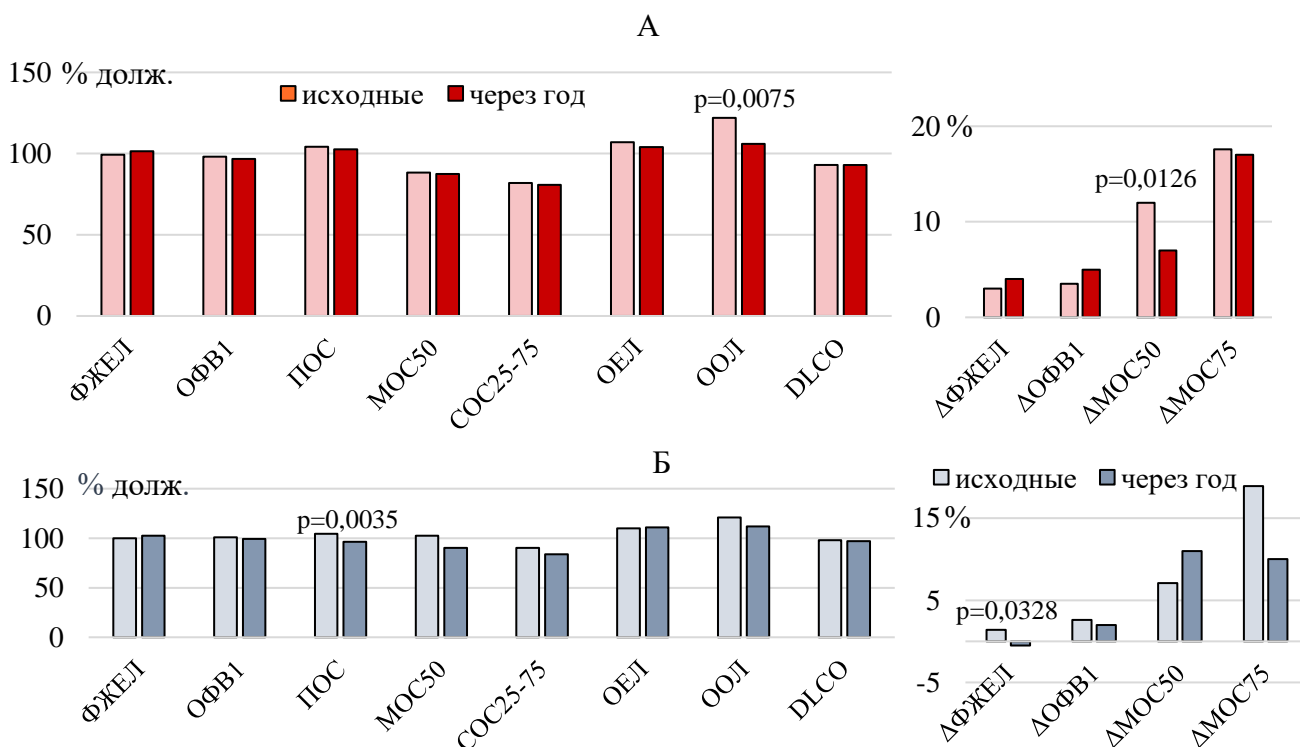 А
150 % долж.
исходные через год
p=0,0075
100
50
0
ФЖЕЛ ОФВ1 ПОС МОС50 СОС25-75 ОЕЛ ООЛ DLCO
20 %
p=0,0126
10
0
ΔФЖЕЛ ΔОФВ1 ΔМОС50 ΔМОС75
Б
% долж.
150
p=0,0035
100
50
0
ФЖЕЛ ОФВ1 ПОС МОС50 СОС25-75 ОЕЛ ООЛ DLCO
исходные через год
15 %
5
p=0,0328
-5
ΔФЖЕЛ ΔОФВ1 ΔМОС50 ΔМОС75